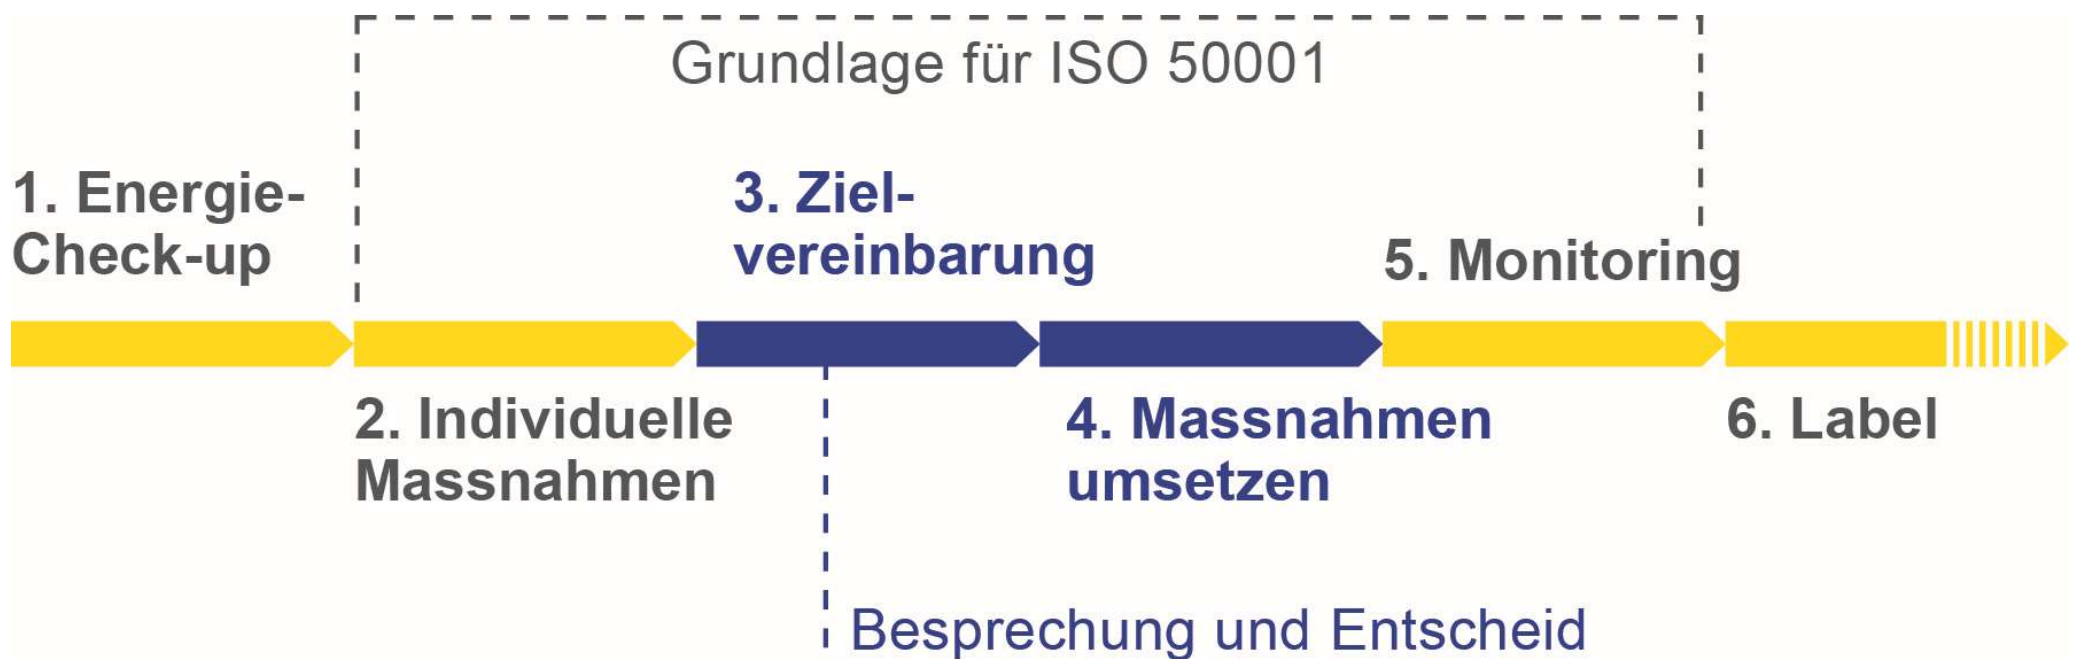 Grundlage für ISO 50001
1. Energie-
Check-up
2. Individuelle
Massnahmen
3. Ziel-
vereinbarung
4. Massnahmen
umsetzen
5. Monitoring
6. Label
Besprechung und Entscheid